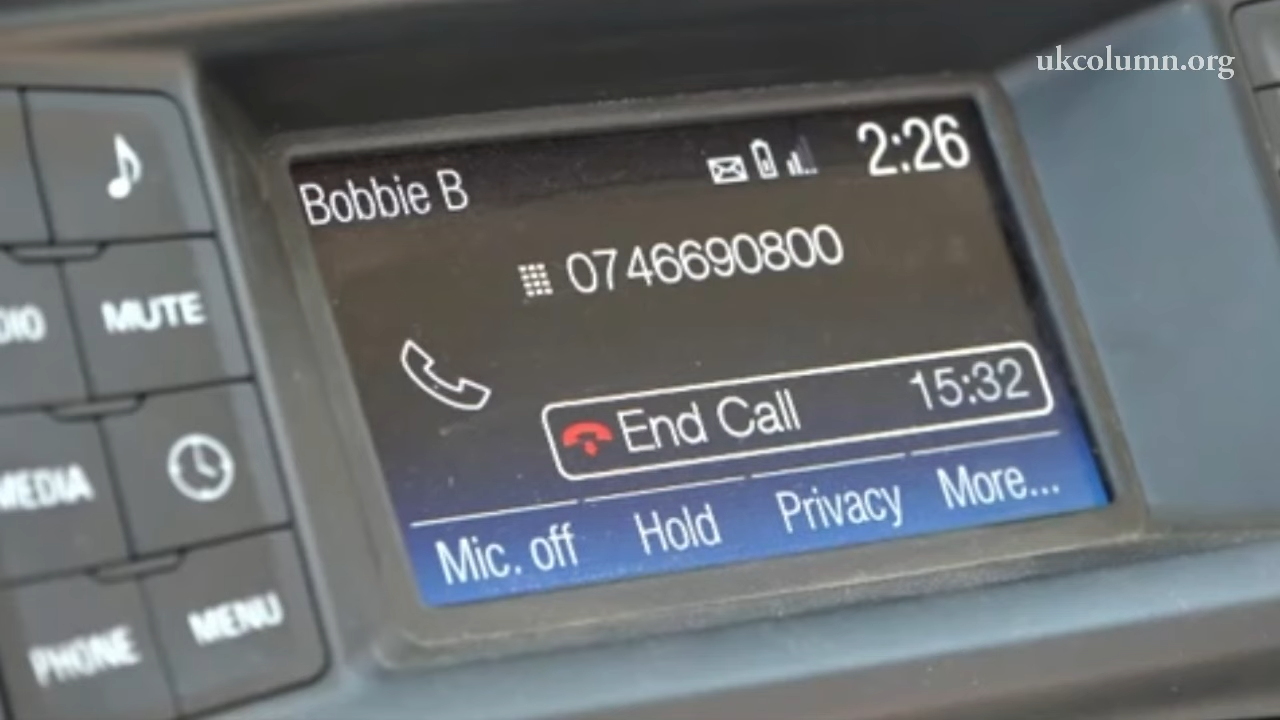 ukcolumn.org
Bobbie B
2:26
0746690800
End Call 15:32
Mic. off Hold Privacy More...
MUTE
MEDIA
PHONE
MENU